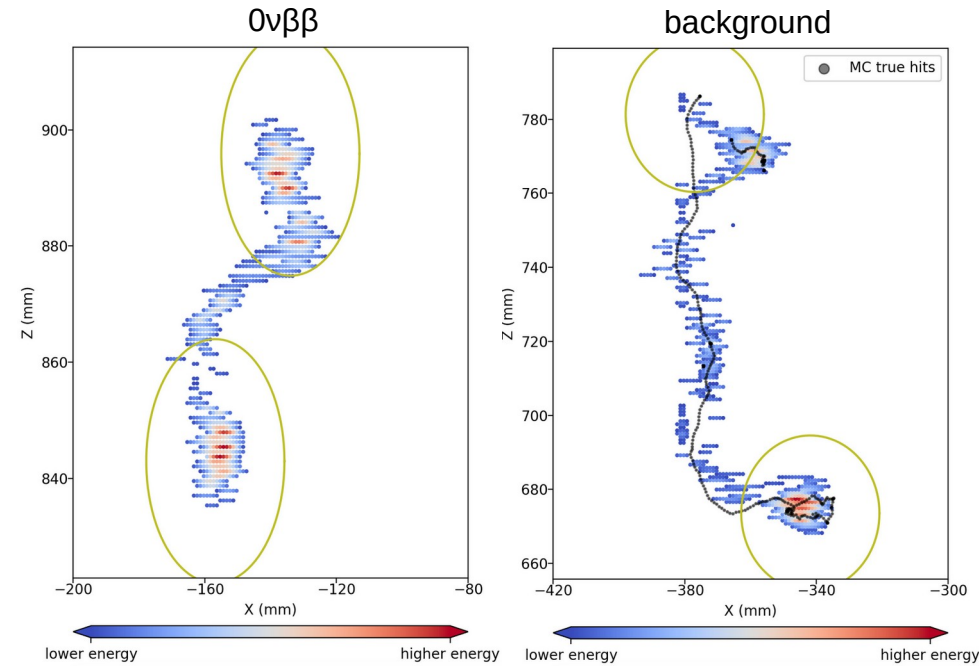 0νββ
background
MC true hits
Z (mm)
900
880
860
840
−200
−160
−120
−80
X (mm)
lower energy
higher energy
Z (mm)
780
760
740
720
700
680
660
−420
−380
−340
−300
X (mm)
lower energy
higher energy